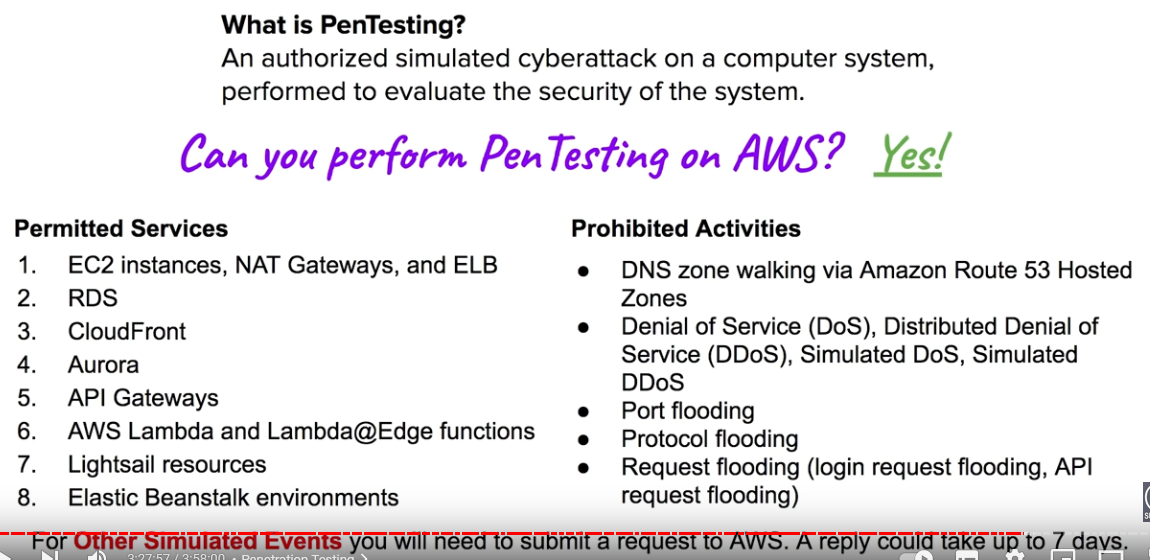 What is PenTesting?
An authorized simulated cyberattack on a computer system,
performed to evaluate the security of the system.
Can you perform PenTesting on AWS? Yes!
Permitted Services
1. EC2 instances, NAT Gateways, and ELB
2. RDS
3. CloudFront
4. Aurora
5. API Gateways
6. AWS Lambda and Lambda@Edge functions
7. Lightsail resources
8. Elastic Beanstalk environments
Prohibited Activities
● DNS zone walking via Amazon Route 53 Hosted
Zones
● Denial of Service (DoS), Distributed Denial of
Service (DDoS), Simulated DoS, Simulated
DDoS
● Port flooding
● Protocol flooding
● Request flooding (login request flooding, API
request flooding)
For Other Simulated Events you will need to submit a request to AWS. A reply could take up to 7 days.
3:27:57 / 3:58:00 • Penetration Testing >